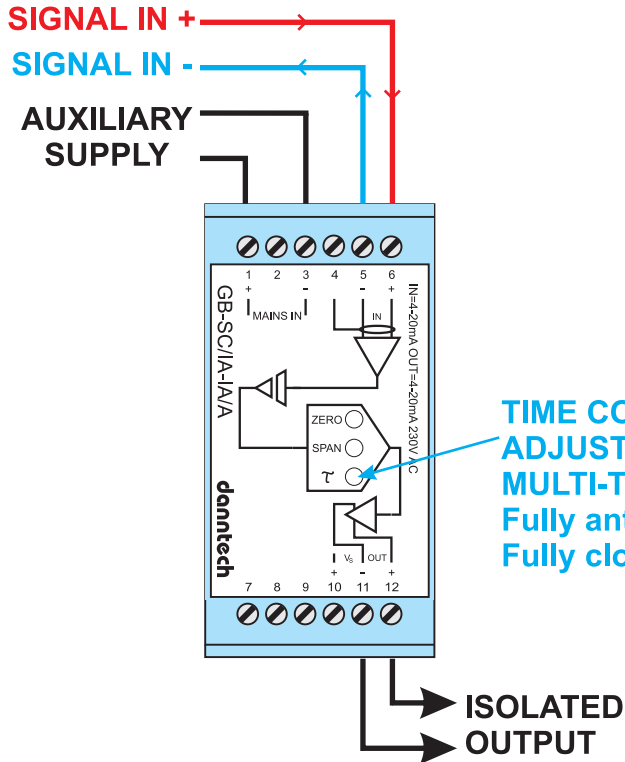 SIGNAL IN +
SIGNAL IN -
AUXILIARY
SUPPLY
1 2 3 4 5 6
+ - - +
MAINS IN IN
GB-SC/IA-IA/A
IN=4-20mA OUT=4-20mA 230V AC
ZERO
SPAN
τ
danntech
Vs OUT
+ - +
7 8 9 10 11 12
TIME CO
ADJUST
MULTI-T
Fully ant
Fully clo
ISOLATED
OUTPUT